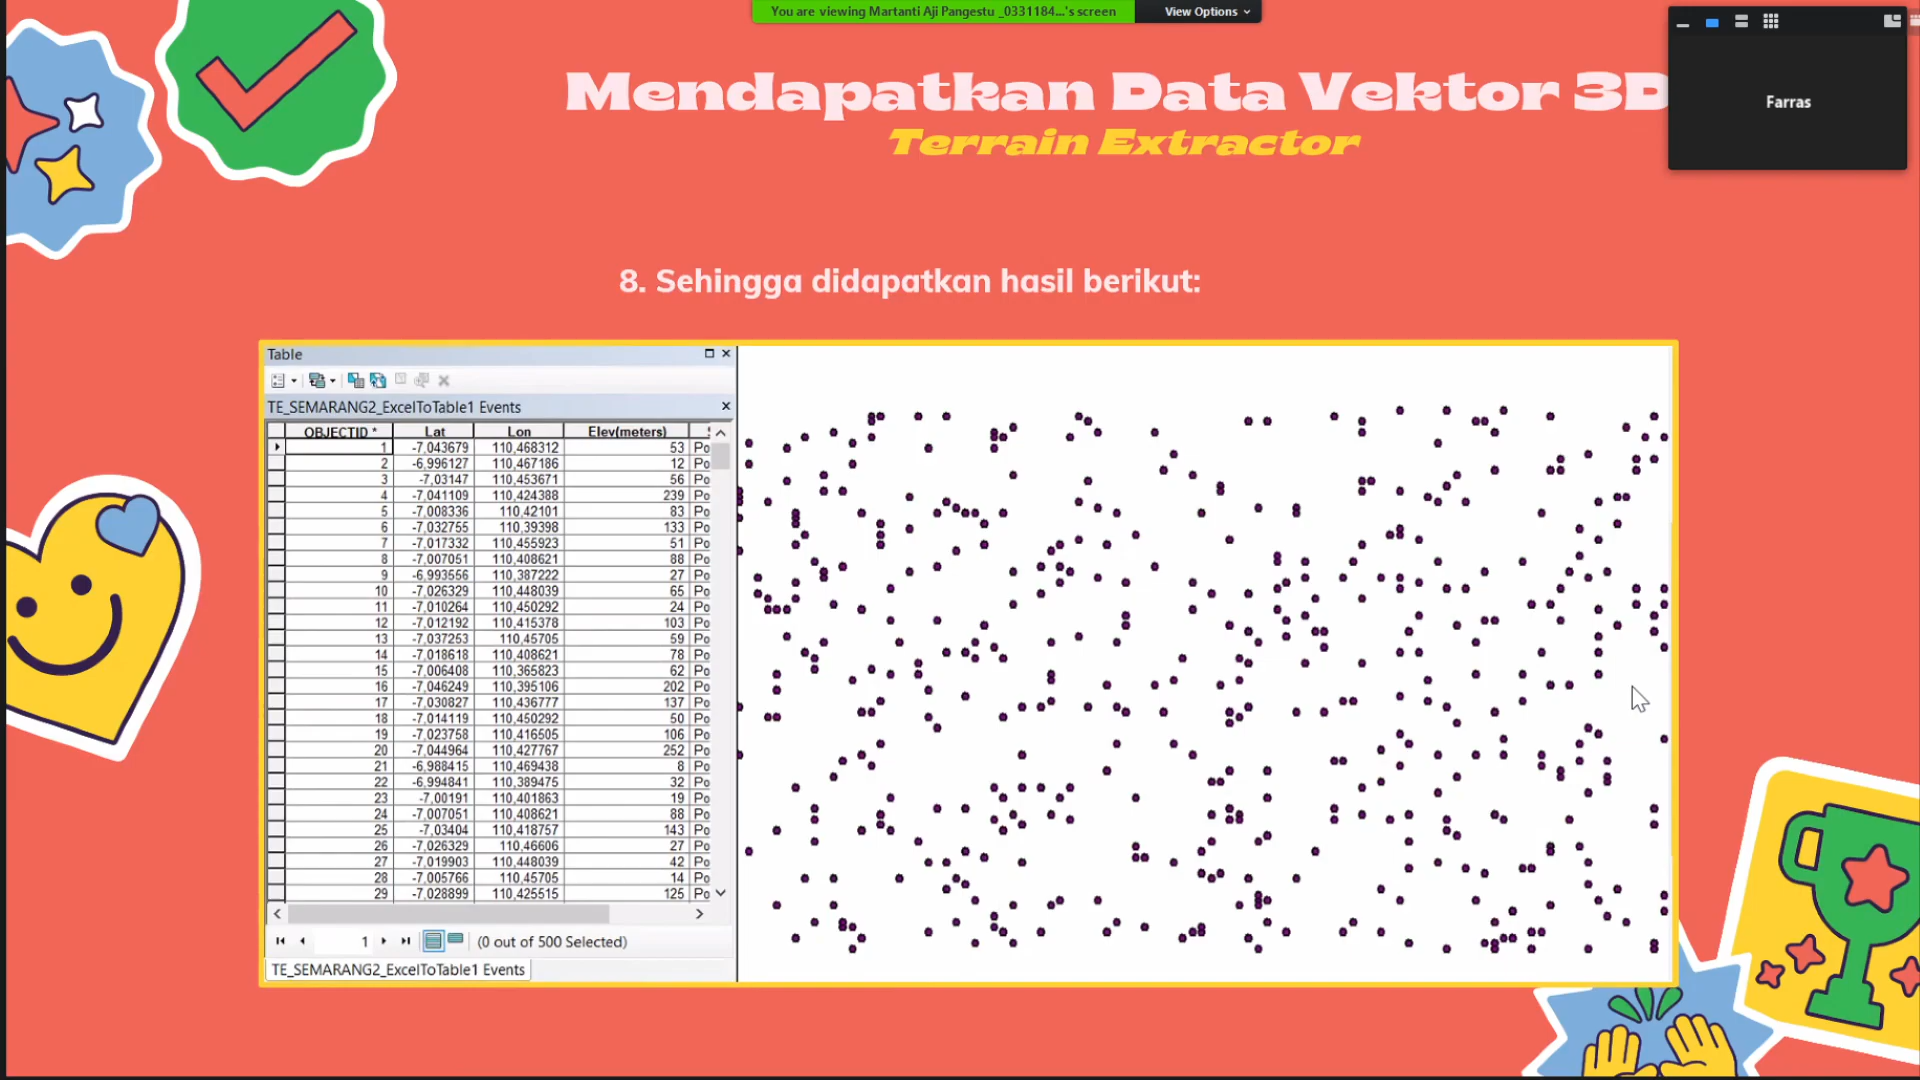 You are viewing Martanti Aji Pangestu _0331184...'s screen
View Options
Mendapatkan Data Vektor 3D
Farras
Terrain Extractor
8. Sehingga didapatkan hasil berikut:
Table
TE_SEMARANG2_ExcelToTable1 Events
OBJECTID * Lat Lon Elev(meters)
1 -7,043679 110,468312 53 Po
2 -6,996127 110,467186 12 Po
3 -7,03147 110,453671 56 Po
4 -7,041109 110,424388 239 Po
5 -7,008336 110,42101 83 Po
6 -7,032755 110,39398 133 Po
7 -7,017332 110,455923 51 Po
8 -7,007051 110,408621 88 Po
9 -6,993556 110,387222 27 Po
10 -7,026329 110,448039 65 Po
11 -7,010264 110,450292 24 Po
12 -7,012192 110,415378 103 Po
13 -7,037253 110,45705 59 Po
14 -7,018618 110,408621 78 Po
15 -7,006408 110,365823 62 Po
16 -7,046249 110,395106 202 Po
17 -7,030827 110,436777 137 Po
18 -7,014119 110,450292 50 Po
19 -7,023758 110,416505 106 Po
20 -7,044964 110,427767 252 Po
21 -6,988415 110,469438 8 Po
22 -6,994841 110,389475 32 Po
23 -7,00191 110,401863 19 Po
24 -7,007051 110,408621 88 Po
25 -7,03404 110,418757 143 Po
26 -7,026329 110,46606 27 Po
27 -7,019903 110,448039 42 Po
28 -7,005766 110,45705 14 Po
29 -7,028899 110,425515 125 Po
1 (0 out of 500 Selected)
TE_SEMARANG2_ExcelToTable1 Events